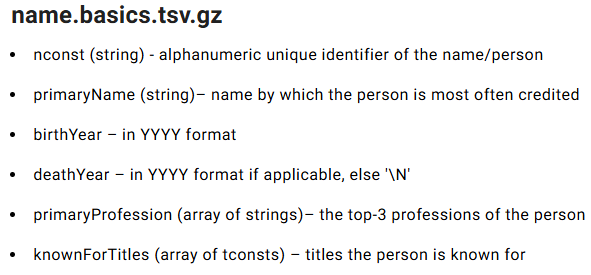 name.basics.tsv.gz
• nconst (string) - alphanumeric unique identifier of the name/person
• primaryName (string)– name by which the person is most often credited
• birthYear – in YYYY format
• deathYear – in YYYY format if applicable, else '\N'
• primaryProfession (array of strings)– the top-3 professions of the person
• knownForTitles (array of tconsts) – titles the person is known for